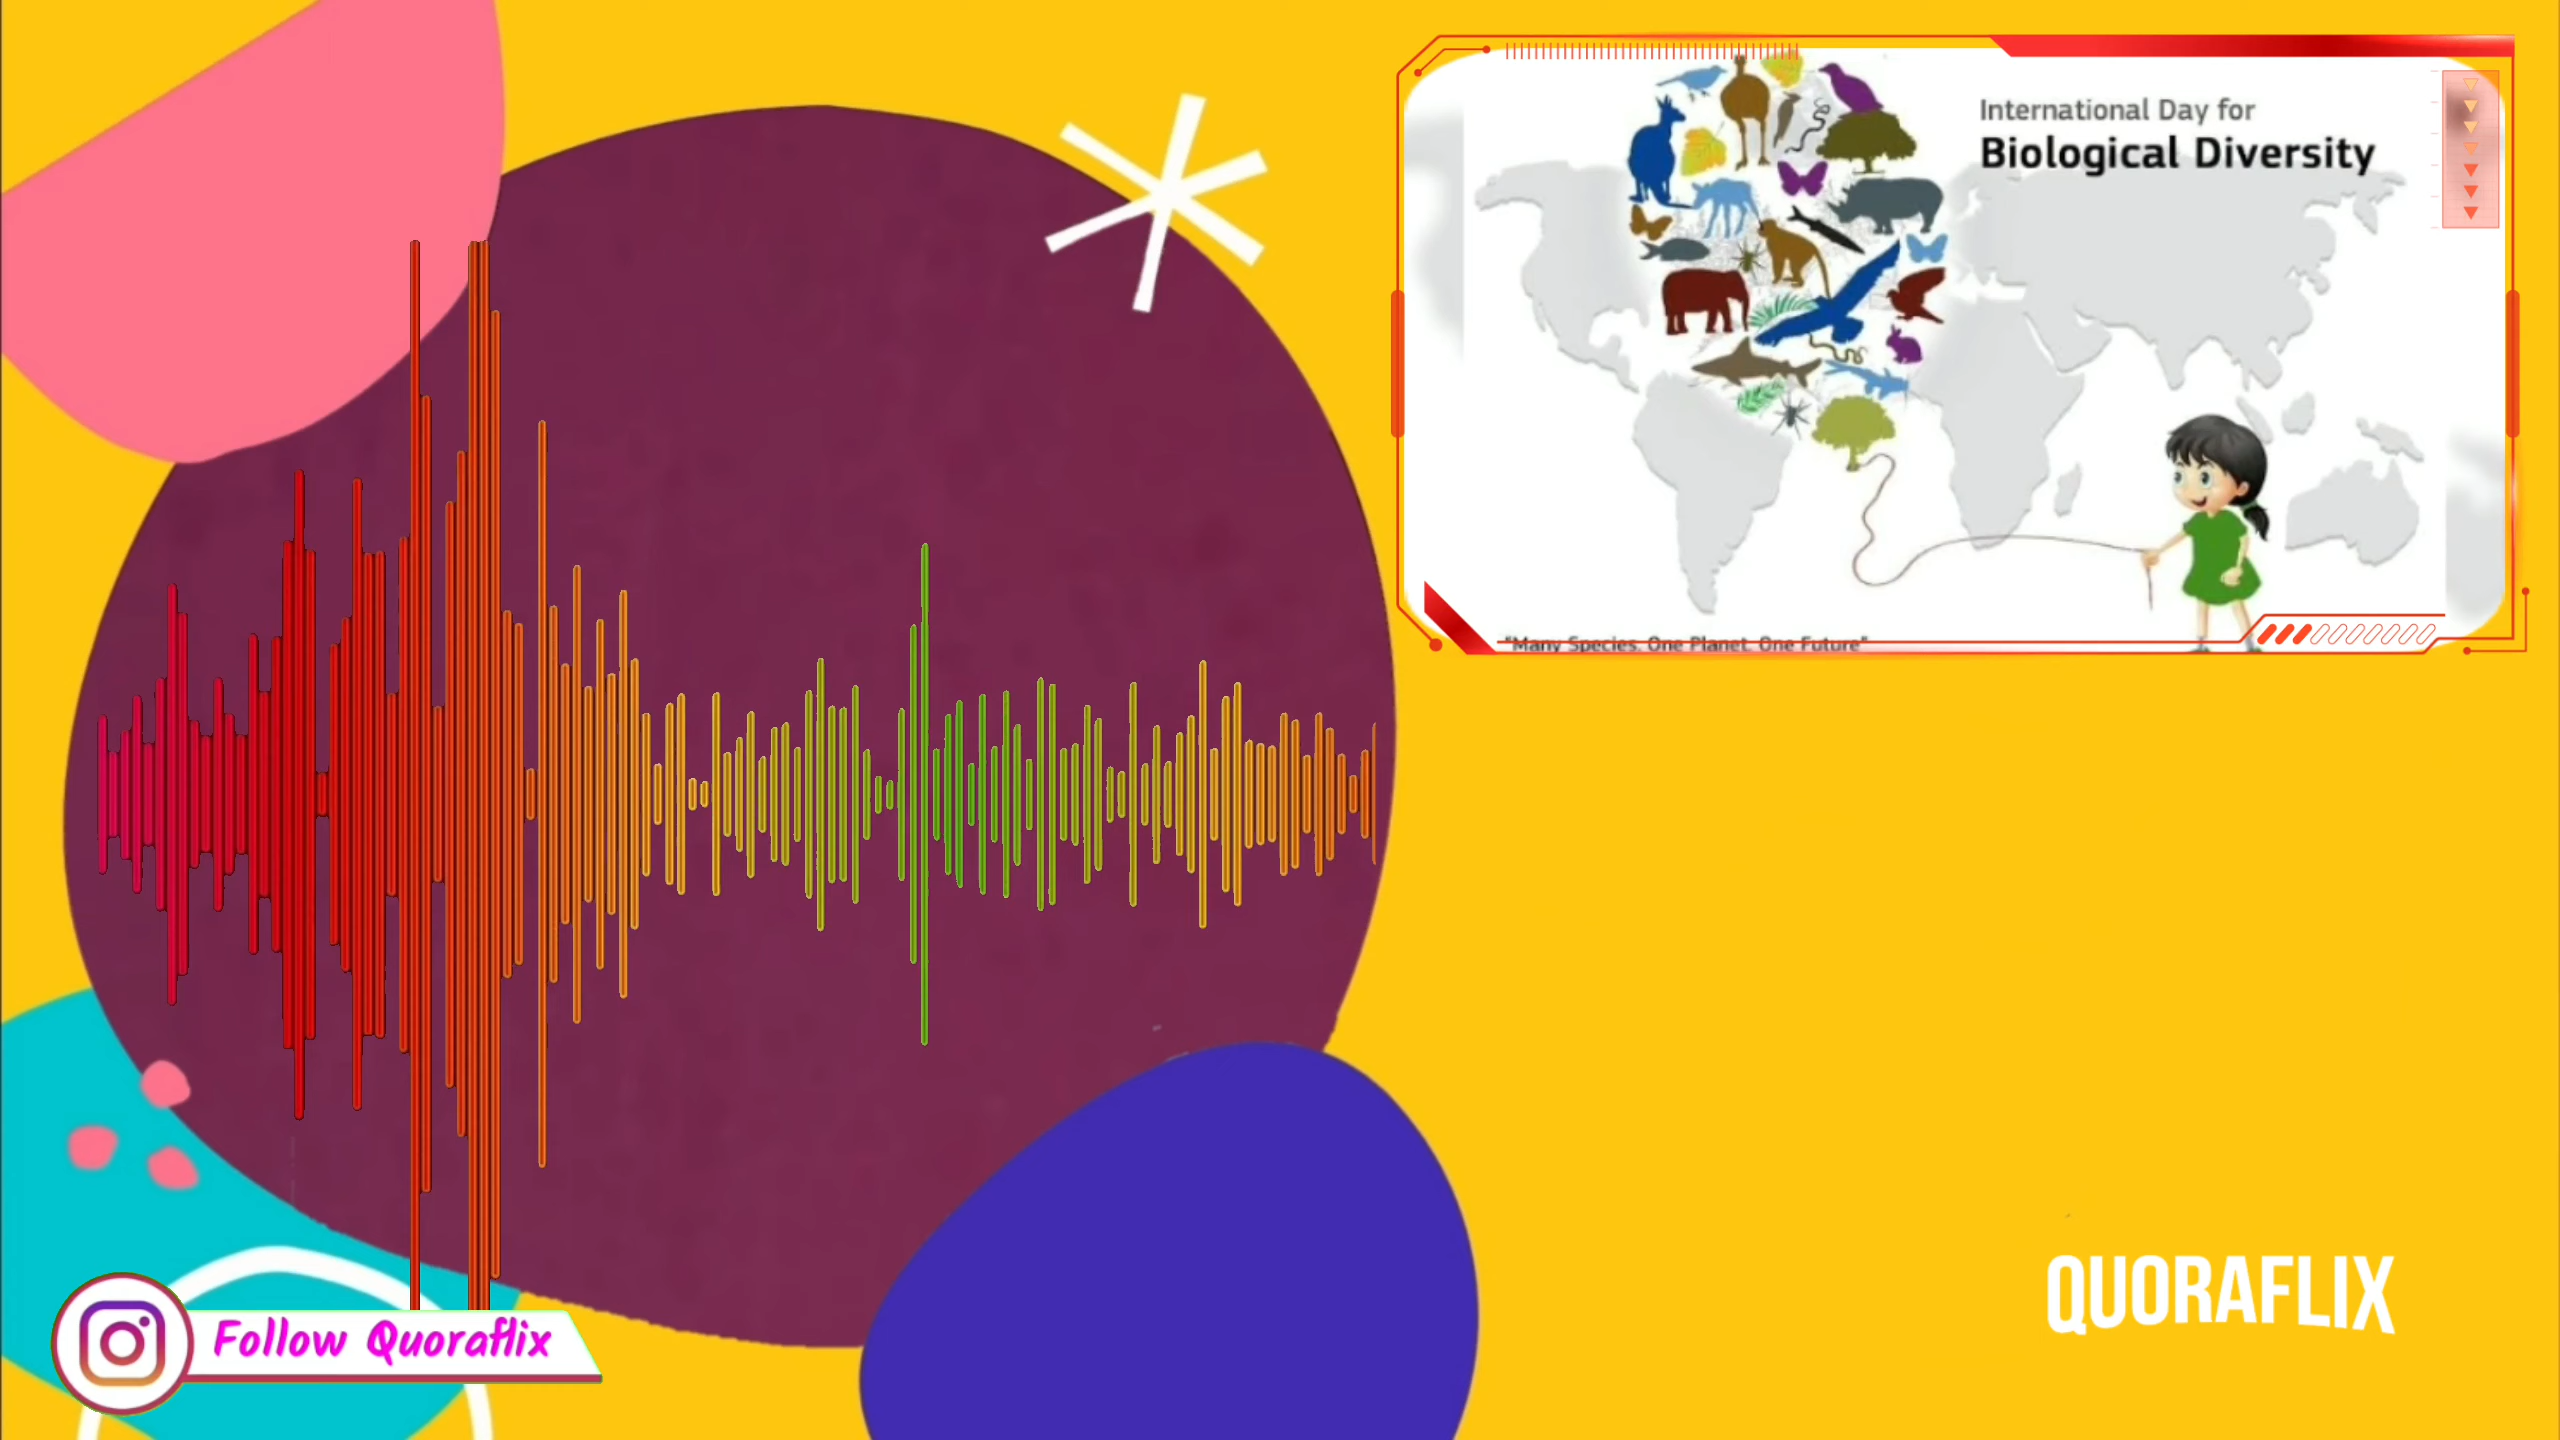 International Day for
Biological Diversity
"Many Species. One Planet. One Future"
QUORAFLIX
Follow Quoraflix